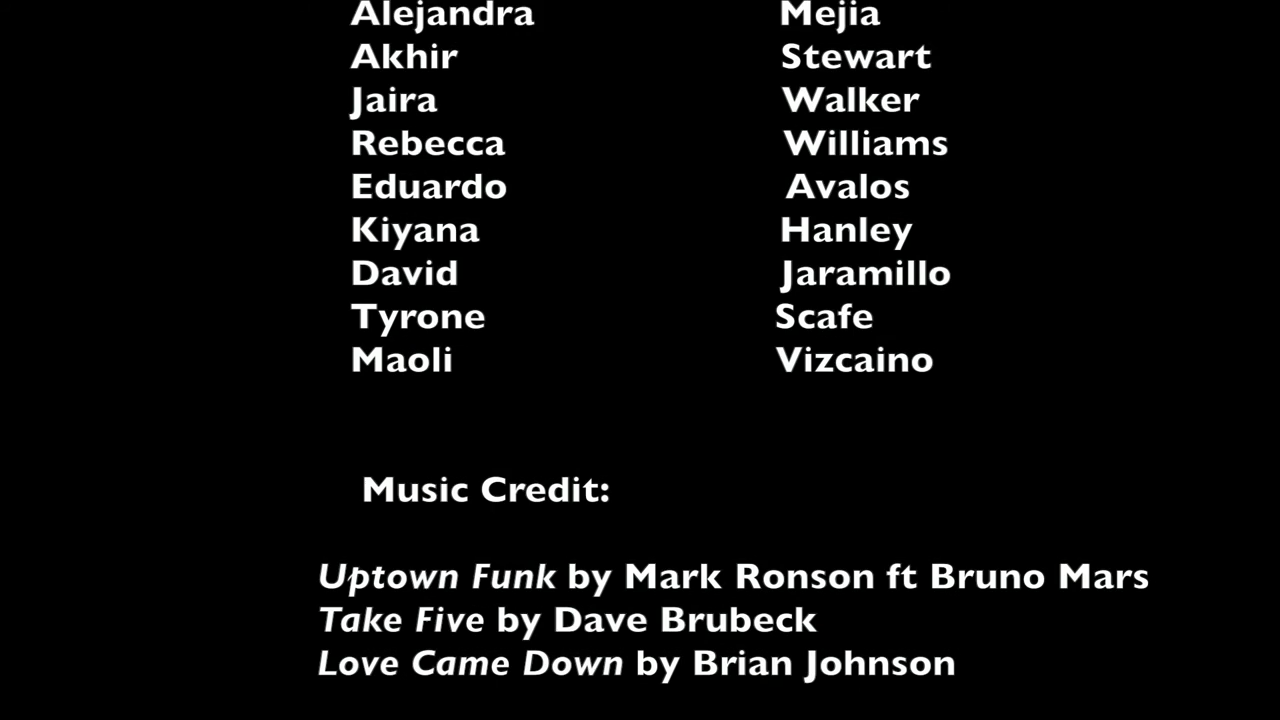 Alejandra Mejia
Akhir Stewart
Jaira Walker
Rebecca Williams
Eduardo Avalos
Kiyana Hanley
David Jaramillo
Tyrone Scafe
Maoli Vizcaino
Music Credit:
Uptown Funk by Mark Ronson ft Bruno Mars
Take Five by Dave Brubeck
Love Came Down by Brian Johnson